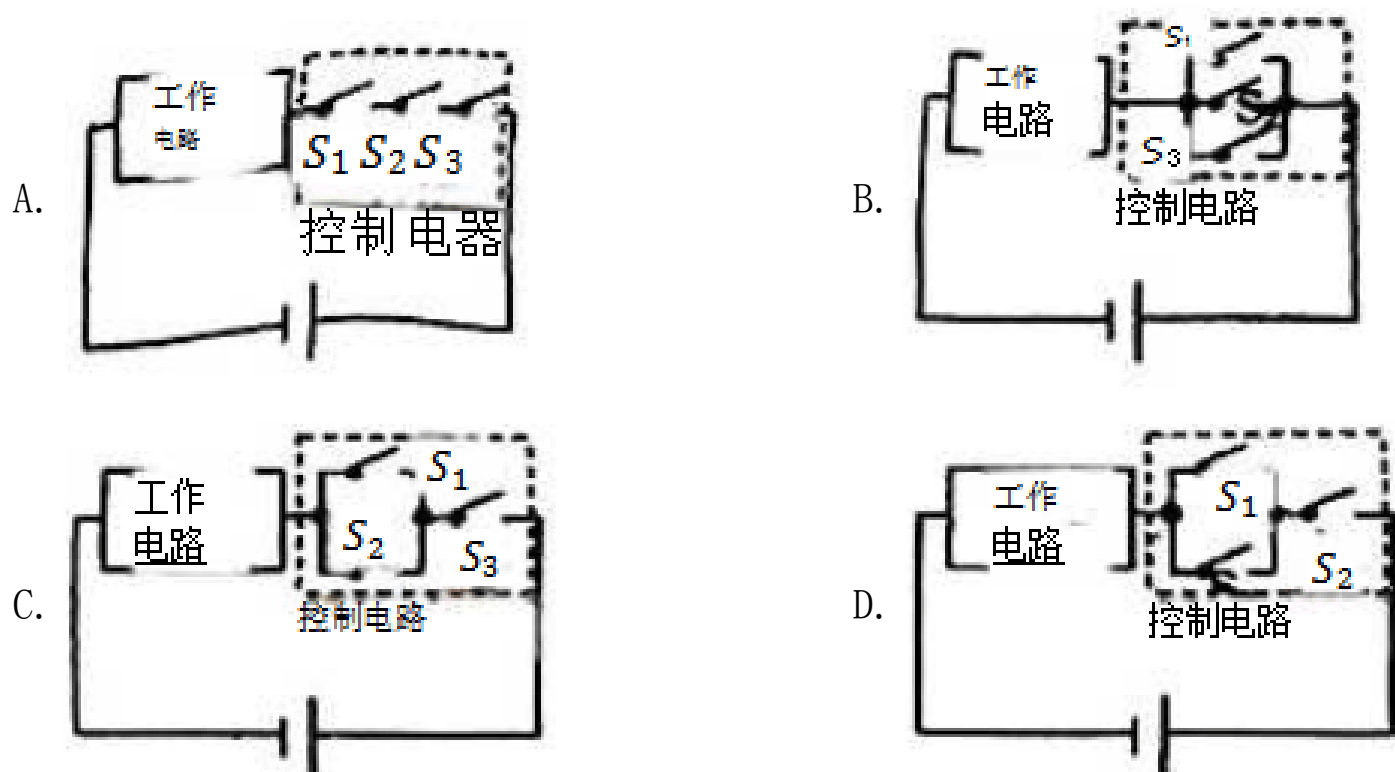 A.
工作
电路
S₁ S₂ S₃
控制电器
B.
S₁
工作
电路
S₃
控制电路
C.
工作
电路
S₁
S₂
S₃
控制电路
D.
工作
电路
S₁
S₂
控制电路